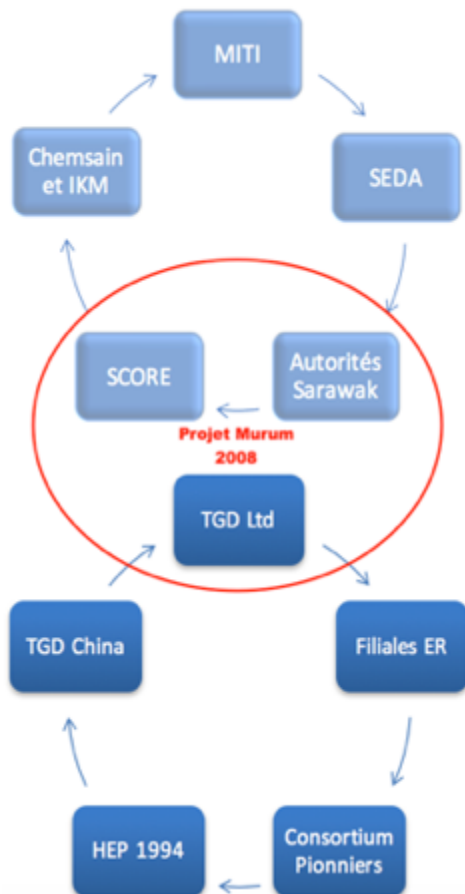 MITI
Chemsain
et IKM
SEDA
SCORE
Autorités
Sarawak
Projet Murum
2008
TGD Ltd
TGD China
Filiales ER
HEP 1994
Consortium
Pionniers